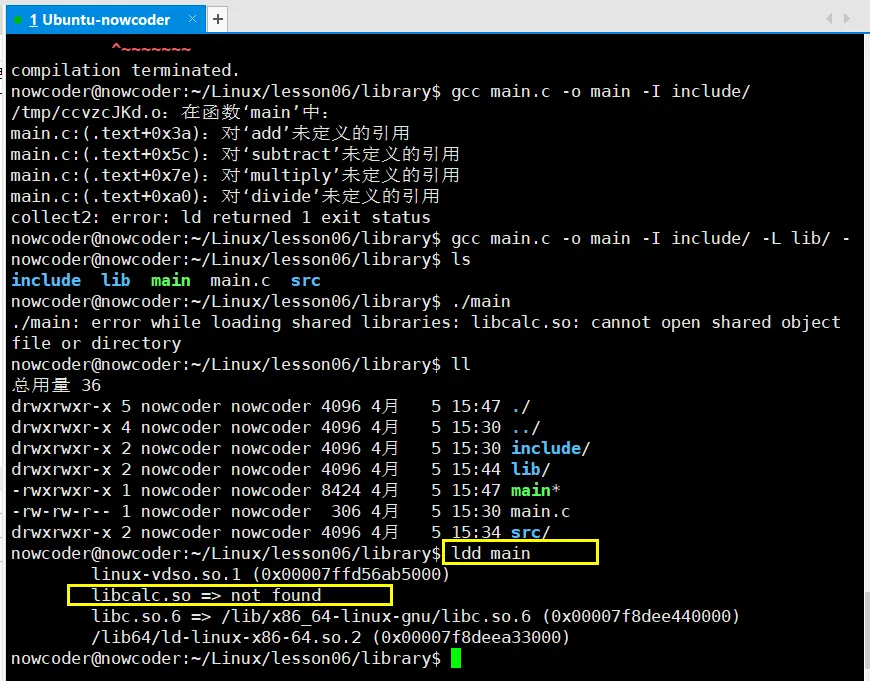 1 Ubuntu-nowcoder × +
^~~~~~~~
compilation terminated.
nowcoder@nowcoder:~/Linux/lesson06/library$ gcc main.c -o main -I include/
/tmp/ccvzcJKd.o：在函数‘main’中：
main.c:(.text+0x3a)：对‘add’未定义的引用
main.c:(.text+0x5c)：对‘subtract’未定义的引用
main.c:(.text+0x7e)：对‘multiply’未定义的引用
main.c:(.text+0xa0)：对‘divide’未定义的引用
collect2: error: ld returned 1 exit status
nowcoder@nowcoder:~/Linux/lesson06/library$ gcc main.c -o main -I include/ -L lib/ -
nowcoder@nowcoder:~/Linux/lesson06/library$ ls
include  lib  main  main.c  src
nowcoder@nowcoder:~/Linux/lesson06/library$ ./main
./main: error while loading shared libraries: libcalc.so: cannot open shared object
file or directory
nowcoder@nowcoder:~/Linux/lesson06/library$ ll
总用量 36
drwxrwxr-x 5 nowcoder nowcoder 4096 4月   5 15:47 ./
drwxrwxr-x 4 nowcoder nowcoder 4096 4月   5 15:30 ../
drwxrwxr-x 2 nowcoder nowcoder 4096 4月   5 15:30 include/
drwxrwxr-x 2 nowcoder nowcoder 4096 4月   5 15:44 lib/
-rwxrwxr-x 1 nowcoder nowcoder 8424 4月   5 15:47 main*
-rw-rw-r-- 1 nowcoder nowcoder  306 4月   5 15:30 main.c
drwxrwxr-x 2 nowcoder nowcoder 4096 4月   5 15:34 src/
nowcoder@nowcoder:~/Linux/lesson06/library$ ldd main
linux-vdso.so.1 (0x00007ffd56ab5000)
libcalc.so => not found
libc.so.6 => /lib/x86_64-linux-gnu/libc.so.6 (0x00007f8dee440000)
/lib64/ld-linux-x86-64.so.2 (0x00007f8deea33000)
nowcoder@nowcoder:~/Linux/lesson06/library$